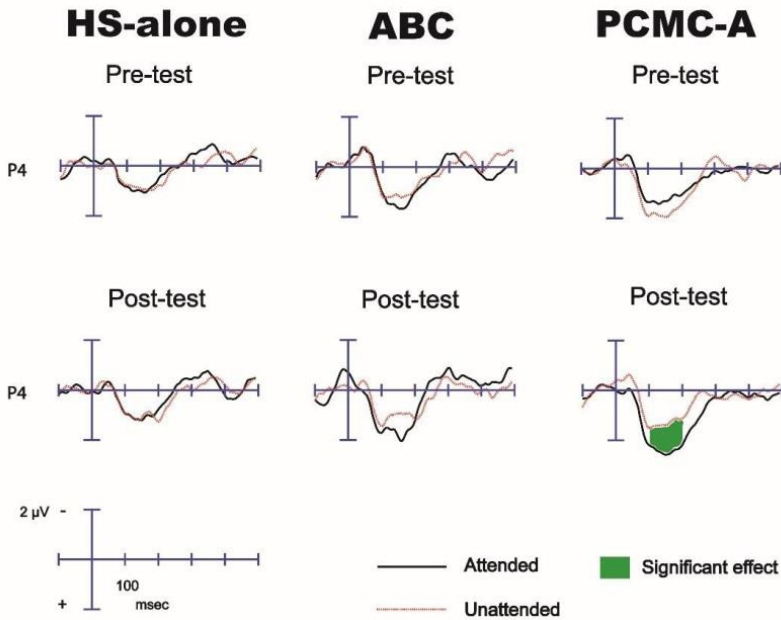 HS-alone ABC PCMC-A
Pre-test Pre-test Pre-test
P4
Post-test Post-test Post-test
P4
2 µV -
100
+ msec
Attended
Unattended
Significant effect